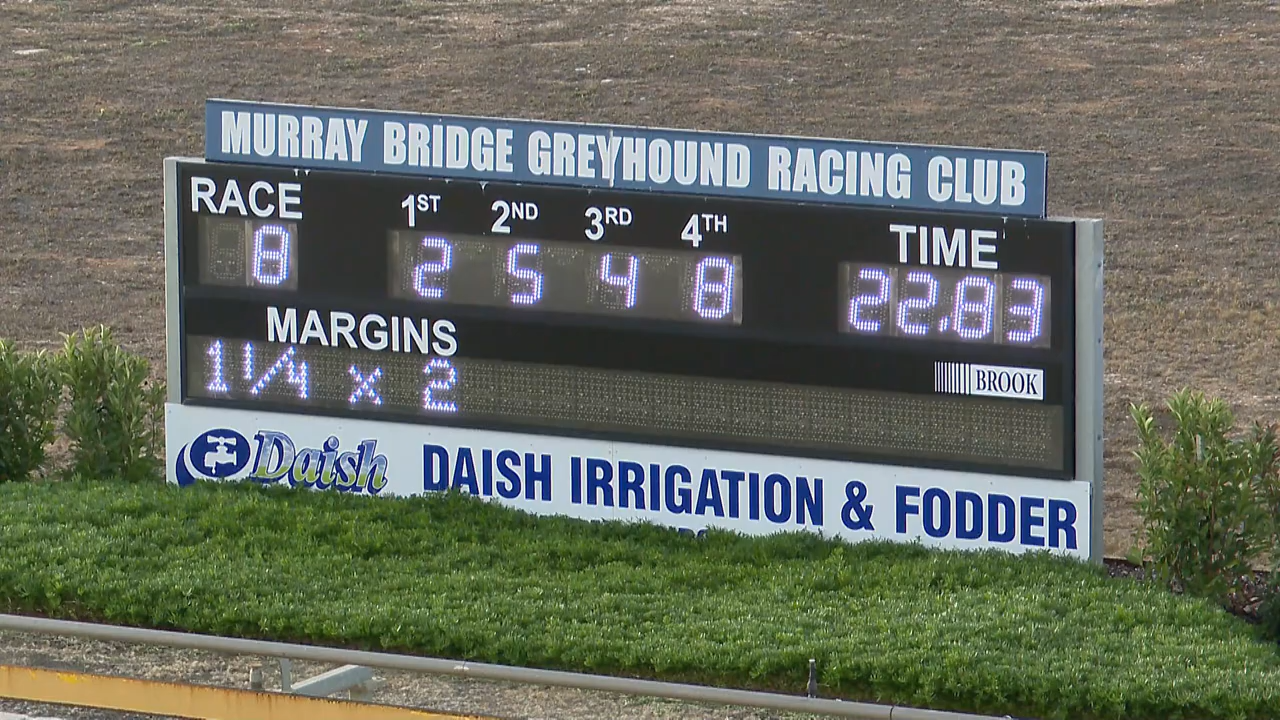 MURRAY BRIDGE GREYHOUND RACING CLUB
RACE 1ST 2ND 3RD 4TH TIME
8 2 5 4 8 22.83
MARGINS
1 1/4 x 2
BROOK
Daish DAISH IRRIGATION & FODDER